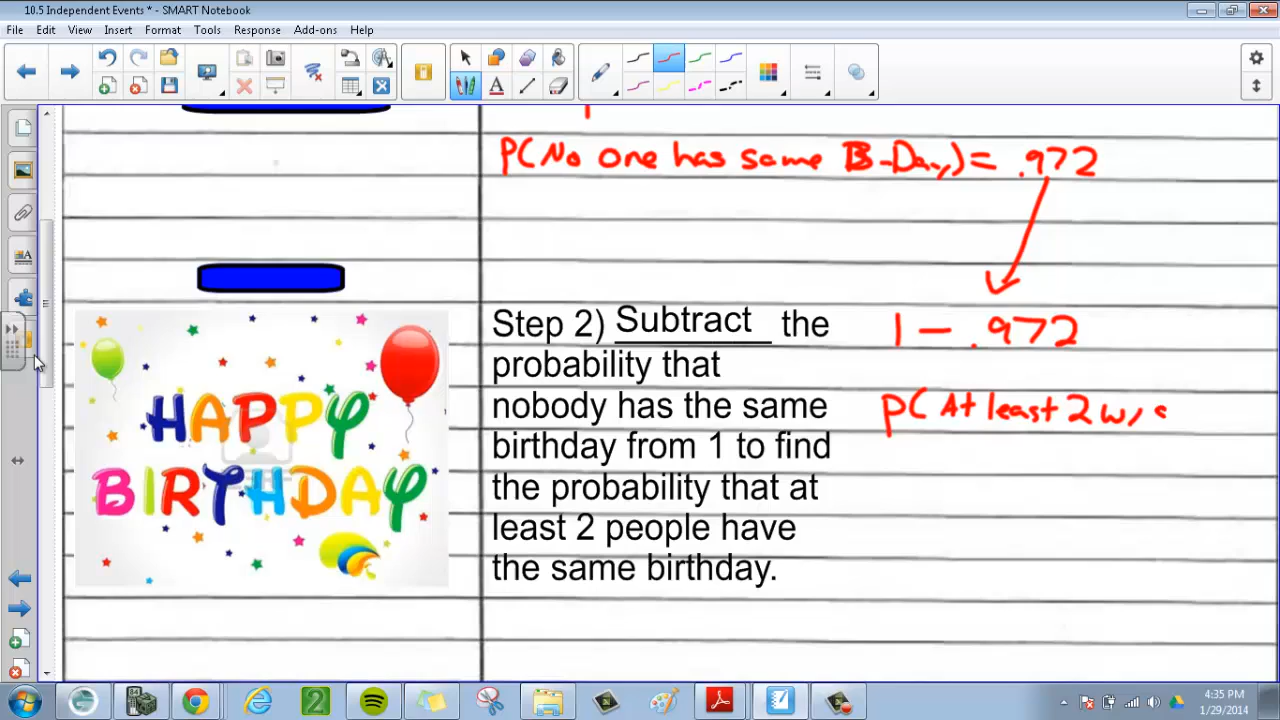 10.5 Independent Events * - SMART Notebook
File Edit View Insert Format Tools Response Add-ons Help
P(No one has same B-Day) = .972
Step 2) Subtract the
probability that
nobody has the same
birthday from 1 to find
the probability that at
least 2 people have
the same birthday.
1 - .972
P( At least 2 w/ s
HAPPY
BIRTHDAY
4:35 PM
1/29/2014